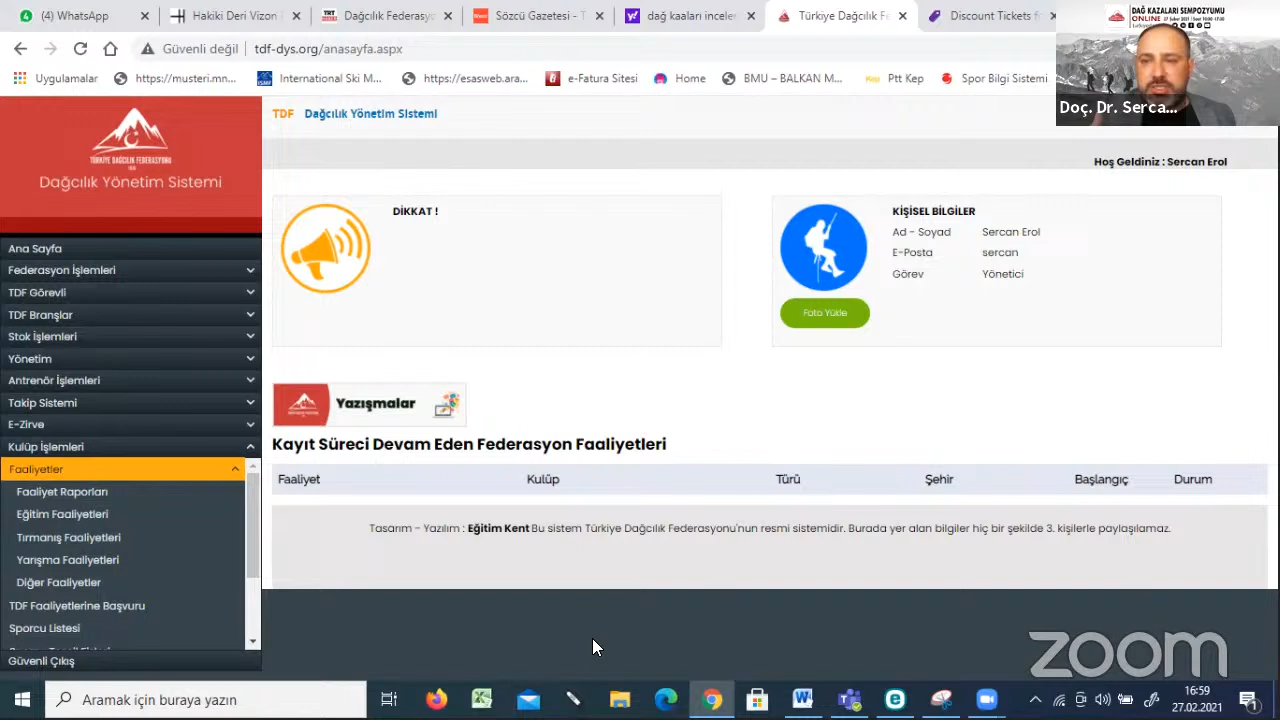 (4)
Hari Deri Vizon
Dağcılık Federasyo
Sözcü Gazetesi - T
dağ kaaları incele
Türkiye Dağcılık Fe
Discount Tickets f
DAĞ KAZALARI SEMPOZYUMU
ONLINE
Güvenli değil
tdf-dys.org/anasayfa.aspx
Uygulamalar
https://musteri.mn...
International Ski M...
https://esasweb.ara...
e-Fatura Sitesi
Home
BMU – BALKAN M...
Ptt Kep
Spor Bilgi Sistemi
Doç. Dr. Serca...
TÜRKİYE DAĞCILIK FEDERASYONU
Dağcılık Yönetim Sistemi
TDF Dağcılık Yönetim Sistemi
Hoş Geldiniz : Sercan Erol
DİKKAT !
KİŞİSEL BİLGİLER
Ad - Soyad Sercan Erol
E-Posta sercan
Görev Yönetici
Foto Yükle
Ana Sayfa
Federasyon İşlemleri
TDF Görevli
TDF Branşlar
Stok İşlemleri
Yönetim
Antrenör İşlemleri
Takip Sistemi
E-Zirve
Kulüp İşlemleri
Faaliyetler
Faaliyet Raporları
Eğitim Faaliyetleri
Tırmanış Faaliyetleri
Yarışma Faaliyetleri
Diğer Faaliyetler
TDF Faaliyetlerine Başvuru
Sporcu Listesi
Güvenli Çıkış
Yazışmalar
Kayıt Süreci Devam Eden Federasyon Faaliyetleri
Faaliyet Kulüp Türü Şehir Başlangıç Durum
Tasarım - Yazılım : Eğitim Kent Bu sistem Türkiye Dağcılık Federasyonu'nun resmi sistemidir. Burada yer alan bilgiler hiç bir şekilde 3. kişilerle paylaşılamaz.
zoom
Aramak için buraya yazın
16:59
27.02.2021